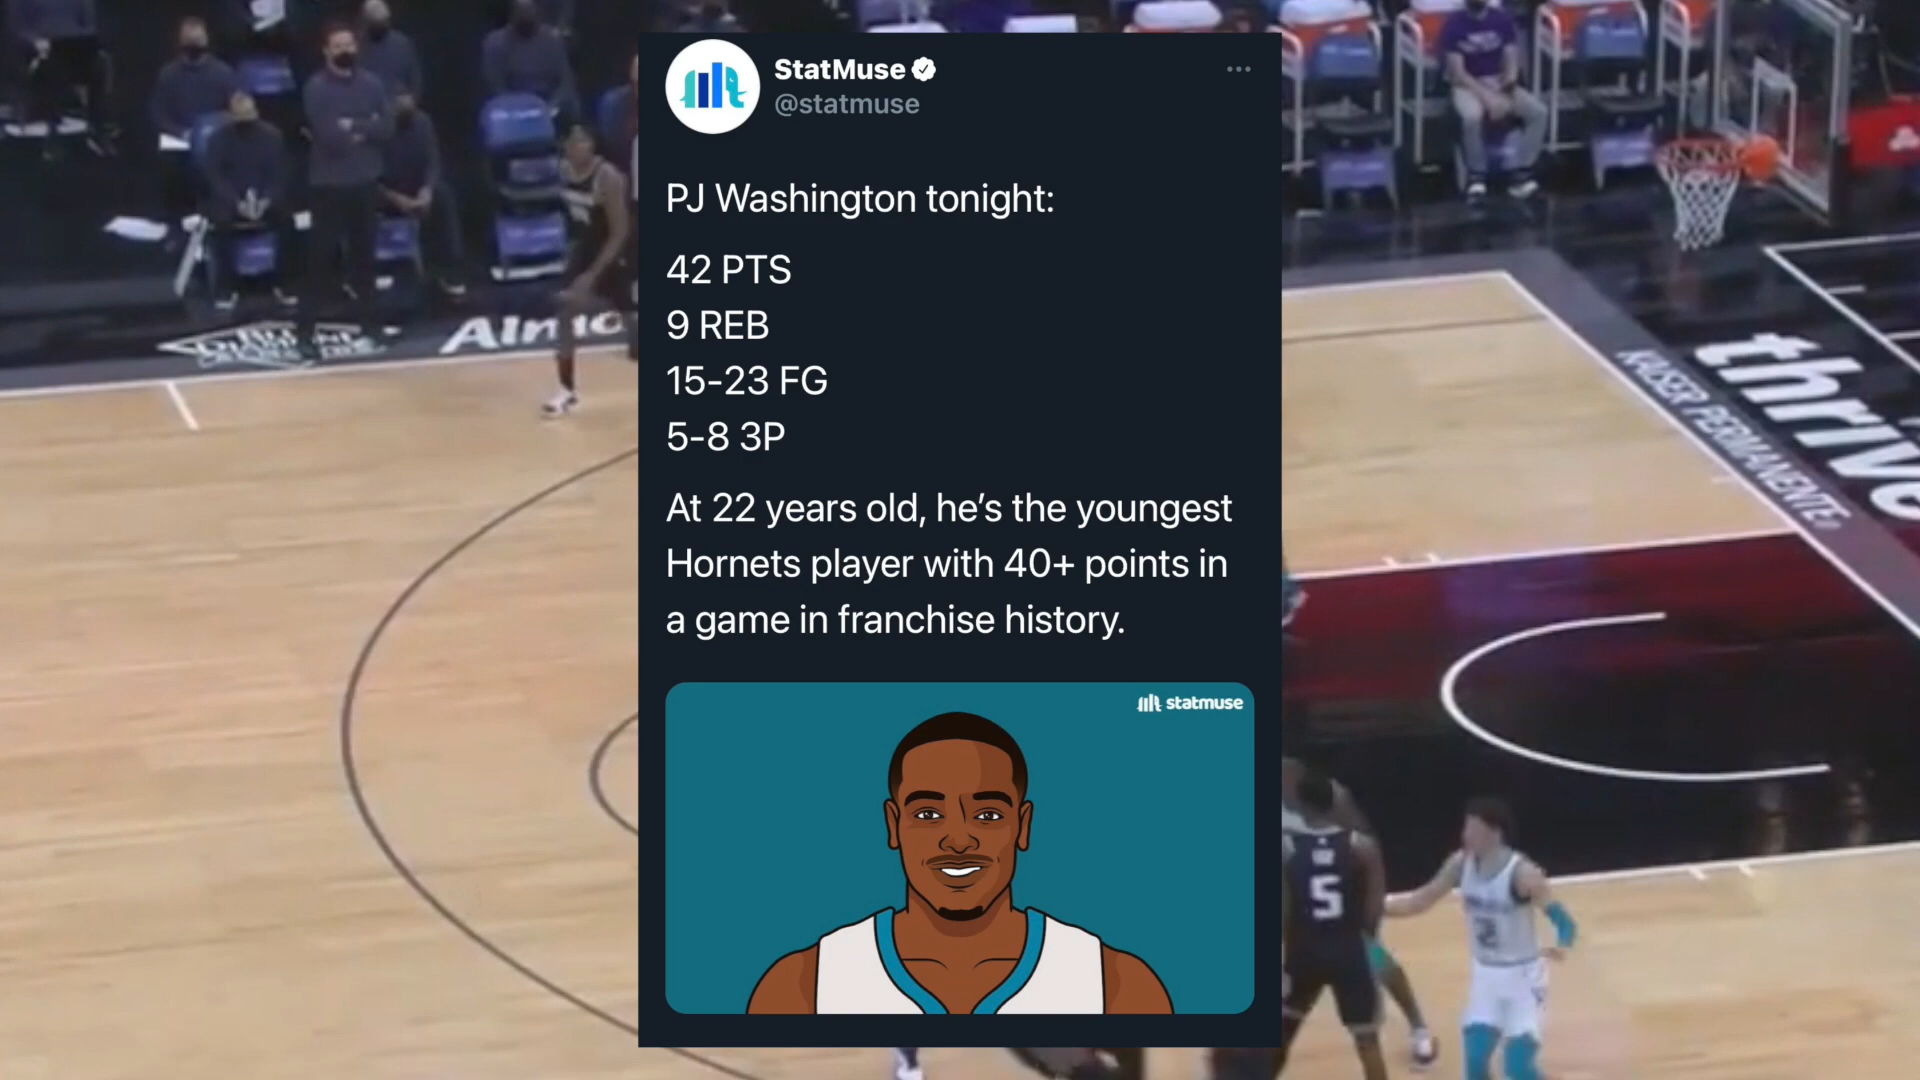 StatMuse
@statmuse
PJ Washington tonight:
42 PTS
9 REB
15-23 FG
5-8 3P
At 22 years old, he's the youngest
Hornets player with 40+ points in
a game in franchise history.
statmuse
thrive
KAISER PERMANENTE
5
2